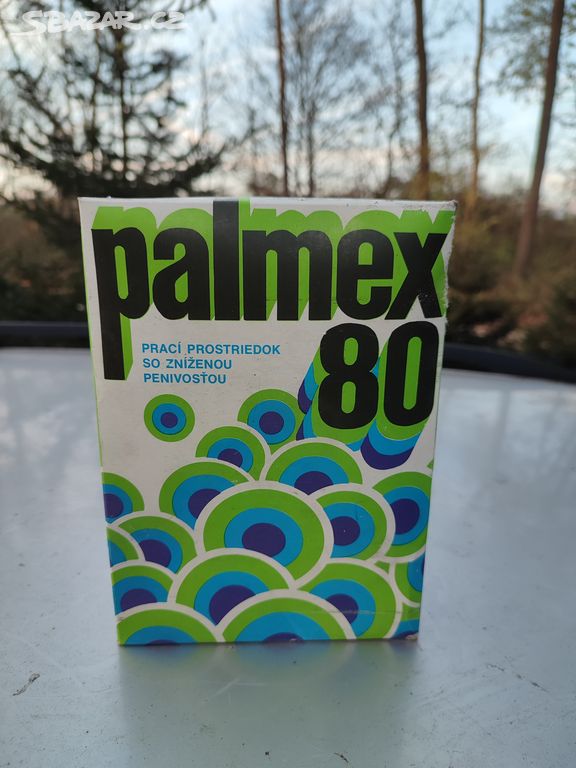 SBAZAR.CZ
palmex
80
PRACÍ PROSTRIEDOK
SO ZNÍŽENOU
PENIVOSŤOU